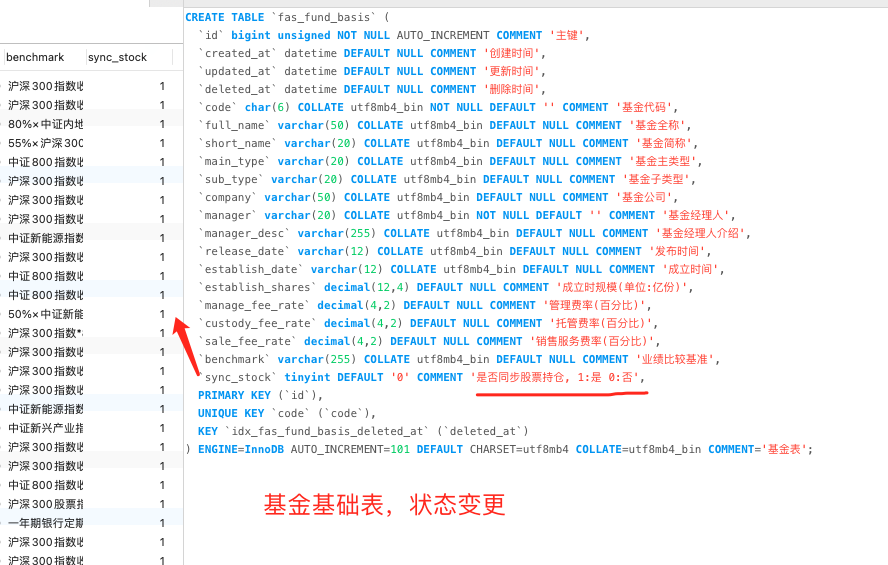 benchmark sync_stock
沪深300指数收 1
沪深300指数收 1
80%×中证内地 1
55%×沪深300 1
中证800指数收 1
沪深300指数收 1
沪深300指数收 1
沪深300指数收 1
中证新能源指数 1
沪深300指数收 1
中证800指数收 1
中证800指数收 1
50%×中证新能 1
沪深300指数* 1
沪深300指数收 1
沪深300指数收 1
沪深300指数收 1
中证新能源指数 1
中证新兴产业指 1
沪深300指数收 1
沪深300指数收 1
中证800指数收 1
沪深300股票指 1
一年期银行定期 1
沪深300指数收 1
沪深300指数收 1
CREATE TABLE `fas_fund_basis` (
`id` bigint unsigned NOT NULL AUTO_INCREMENT COMMENT '主键',
`created_at` datetime DEFAULT NULL COMMENT '创建时间',
`updated_at` datetime DEFAULT NULL COMMENT '更新时间',
`deleted_at` datetime DEFAULT NULL COMMENT '删除时间',
`code` char(6) COLLATE utf8mb4_bin NOT NULL DEFAULT '' COMMENT '基金代码',
`full_name` varchar(50) COLLATE utf8mb4_bin DEFAULT NULL COMMENT '基金全称',
`short_name` varchar(20) COLLATE utf8mb4_bin DEFAULT NULL COMMENT '基金简称',
`main_type` varchar(20) COLLATE utf8mb4_bin DEFAULT NULL COMMENT '基金主类型',
`sub_type` varchar(20) COLLATE utf8mb4_bin DEFAULT NULL COMMENT '基金子类型',
`company` varchar(50) COLLATE utf8mb4_bin DEFAULT NULL COMMENT '基金公司',
`manager` varchar(20) COLLATE utf8mb4_bin NOT NULL DEFAULT '' COMMENT '基金经理人',
`manager_desc` varchar(255) COLLATE utf8mb4_bin DEFAULT NULL COMMENT '基金经理人介绍',
`release_date` varchar(12) COLLATE utf8mb4_bin DEFAULT NULL COMMENT '发布时间',
`establish_date` varchar(12) COLLATE utf8mb4_bin DEFAULT NULL COMMENT '成立时间',
`establish_shares` decimal(12,4) DEFAULT NULL COMMENT '成立时规模(单位:亿份)',
`manage_fee_rate` decimal(4,2) DEFAULT NULL COMMENT '管理费率(百分比)',
`custody_fee_rate` decimal(4,2) DEFAULT NULL COMMENT '托管费率(百分比)',
`sale_fee_rate` decimal(4,2) DEFAULT NULL COMMENT '销售服务费率(百分比)',
`benchmark` varchar(255) COLLATE utf8mb4_bin DEFAULT NULL COMMENT '业绩比较基准',
`sync_stock` tinyint DEFAULT '0' COMMENT '是否同步股票持仓, 1:是 0:否',
PRIMARY KEY (`id`),
UNIQUE KEY `code` (`code`),
KEY `idx_fas_fund_basis_deleted_at` (`deleted_at`)
) ENGINE=InnoDB AUTO_INCREMENT=101 DEFAULT CHARSET=utf8mb4 COLLATE=utf8mb4_bin COMMENT='基金表';
基金基础表，状态变更